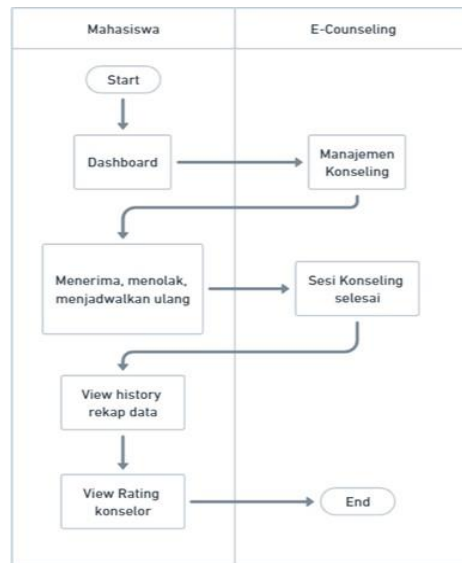 Mahasiswa
E-Counseling
Start
Dashboard
Manajemen
Konseling
Menerima, menolak,
menjadwalkan ulang
Sesi Konseling
selesai
View history
rekap data
View Rating
konselor
End